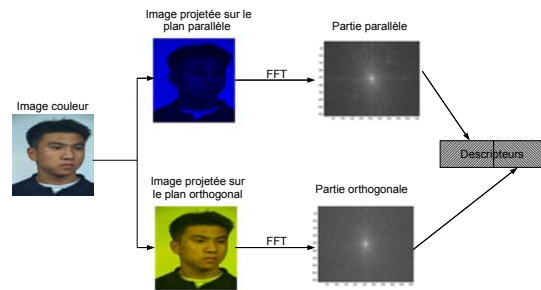 Image projetée sur le
plan parallèle
Partie parallèle
FFT
Image couleur
Descripteurs
Image projetée sur
le plan orthogonal
Partie orthogonale
FFT